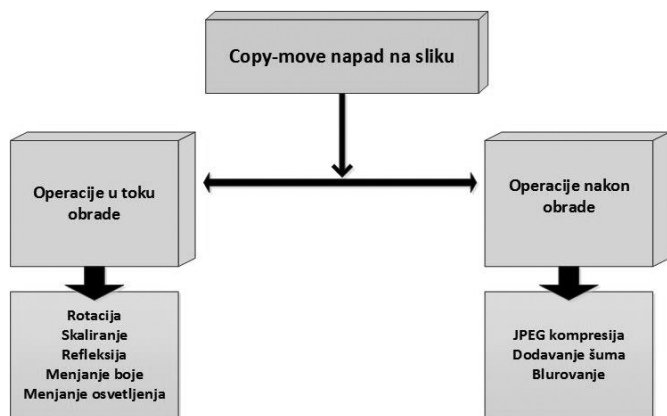 Copy-move napad na sliku
Operacije u toku
obrade
Operacije nakon
obrade
Rotacija
Skaliranje
Refleksija
Menjanje boje
Menjanje osvetljenja
JPEG kompresija
Dodavanje šuma
Blurovanje